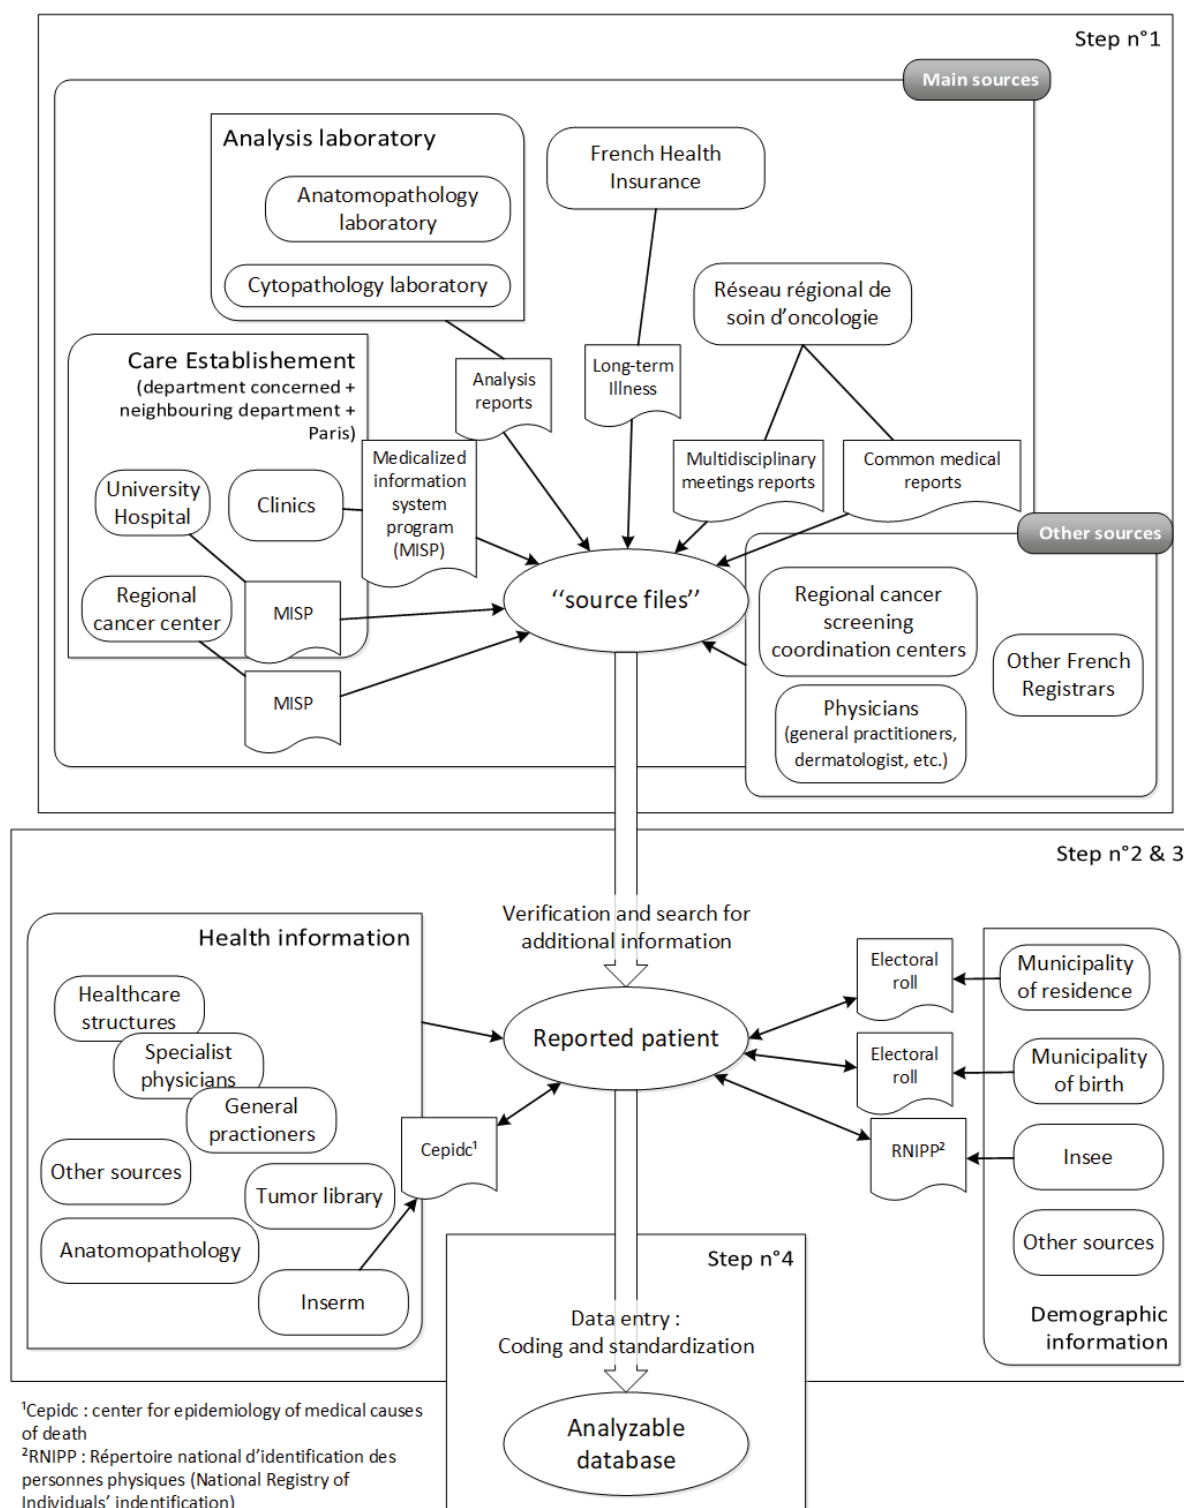 Step n°1
Main sources
Analysis laboratory
Anatomopathology
laboratory
Cytopathology laboratory
French Health
Insurance
Réseau régional de
soin d’oncologie
Care Establishement
(department concerned +
neighbouring department +
Paris)
Analysis
reports
Long-term
Illness
Multidisciplinary
meetings reports
Common medical
reports
University
Hospital
Clinics
Medicalized
information
system
program
(MISP)
Regional
cancer center
MISP
MISP
‘‘source files’’
Other sources
Regional cancer
screening
coordination centers
Other French
Registrars
Physicians
(general practitioners,
dermatologist, etc.)
Step n°2 & 3
Verification and search for
additional information
Health information
Healthcare
structures
Specialist
physicians
General
practioners
Other sources
Tumor library
Anatomopathology
Inserm
Cepidc¹
Reported patient
Electoral
roll
Electoral
roll
RNIPP²
Municipality
of residence
Municipality
of birth
Insee
Other sources
Demographic
information
Step n°4
Data entry :
Coding and standardization
Analyzable
database
¹Cepidc : center for epidemiology of medical causes
of death
²RNIPP : Répertoire national d’identification des
personnes physiques (National Registry of
Individuals’ indentification)